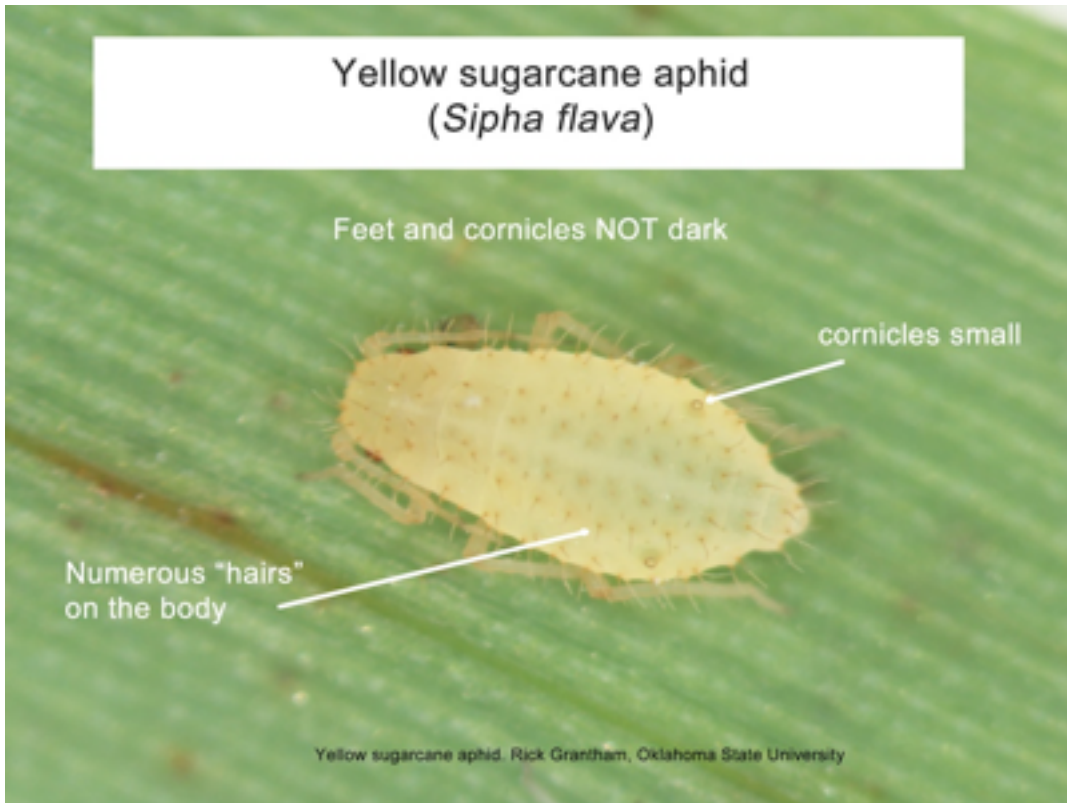 Yellow sugarcane aphid
(Sipha flava)
Feet and cornicles NOT dark
cornicles small
Numerous “hairs”
on the body
Yellow sugarcane aphid. Rick Grantham, Oklahoma State University